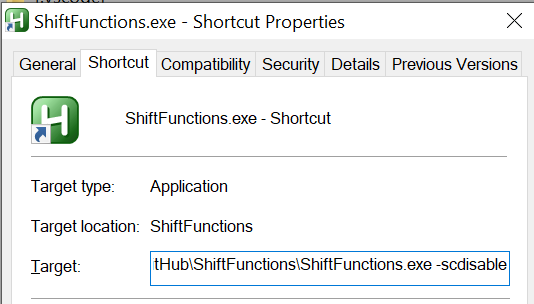 ShiftFunctions.exe - Shortcut Properties
General Shortcut Compatibility Security Details Previous Versions
ShiftFunctions.exe - Shortcut
Target type: Application
Target location: ShiftFunctions
Target: tHub\ShiftFunctions\ShiftFunctions.exe -scdisable